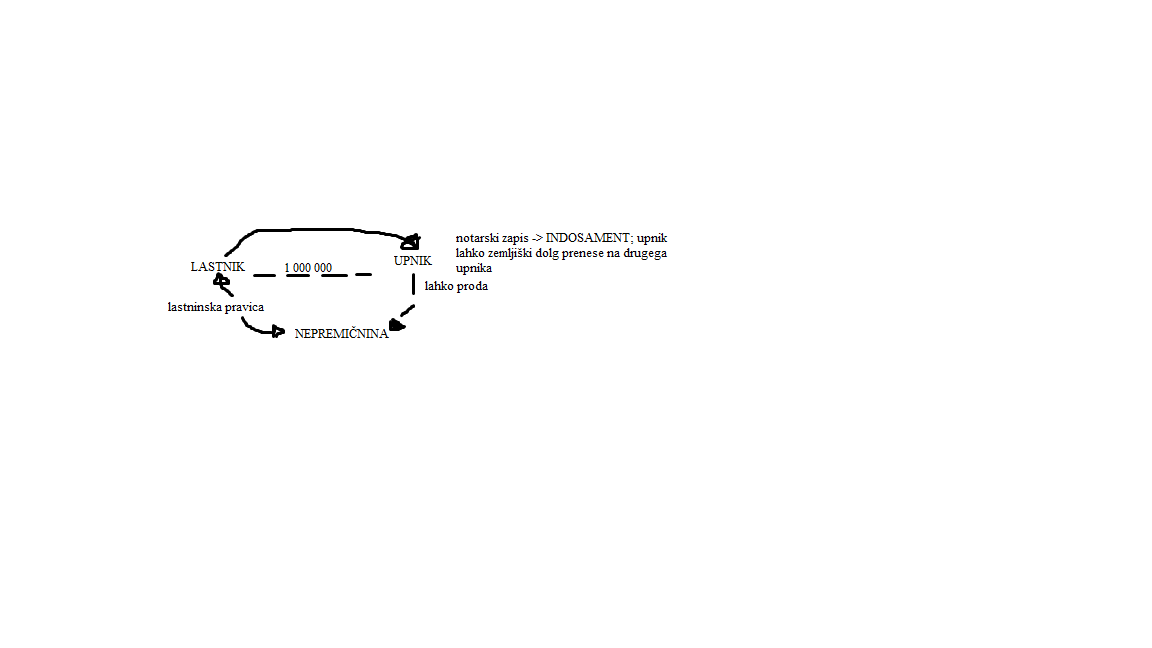 notarski zapis -> INDOSAMENT; upnik
lahko zemljiški dolg prenese na drugega
upnika
LASTNIK
1 000 000
UPNIK
lahko proda
lastninska pravica
NEPREMIČNINA